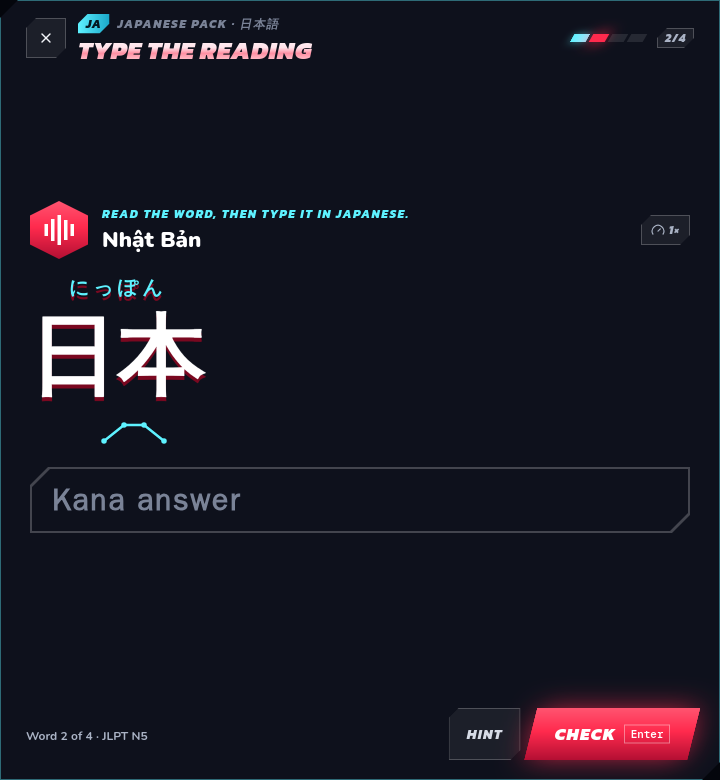 JA JAPANESE PACK · 日本語
TYPE THE READING
2/4
READ THE WORD, THEN TYPE IT IN JAPANESE.
Nhật Bản
1×
にっぽん
日本
Kana answer
Word 2 of 4 · JLPT N5
HINT
CHECK Enter